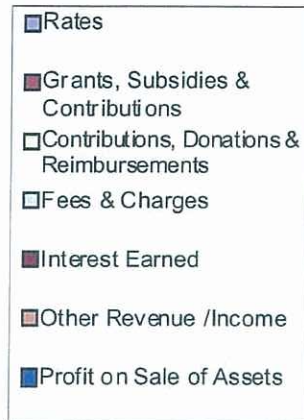 Rates
Grants, Subsidies &
Contributions
Contributions, Donations &
Reimbursements
Fees & Charges
Interest Earned
Other Revenue /Income
Profit on Sale of Assets